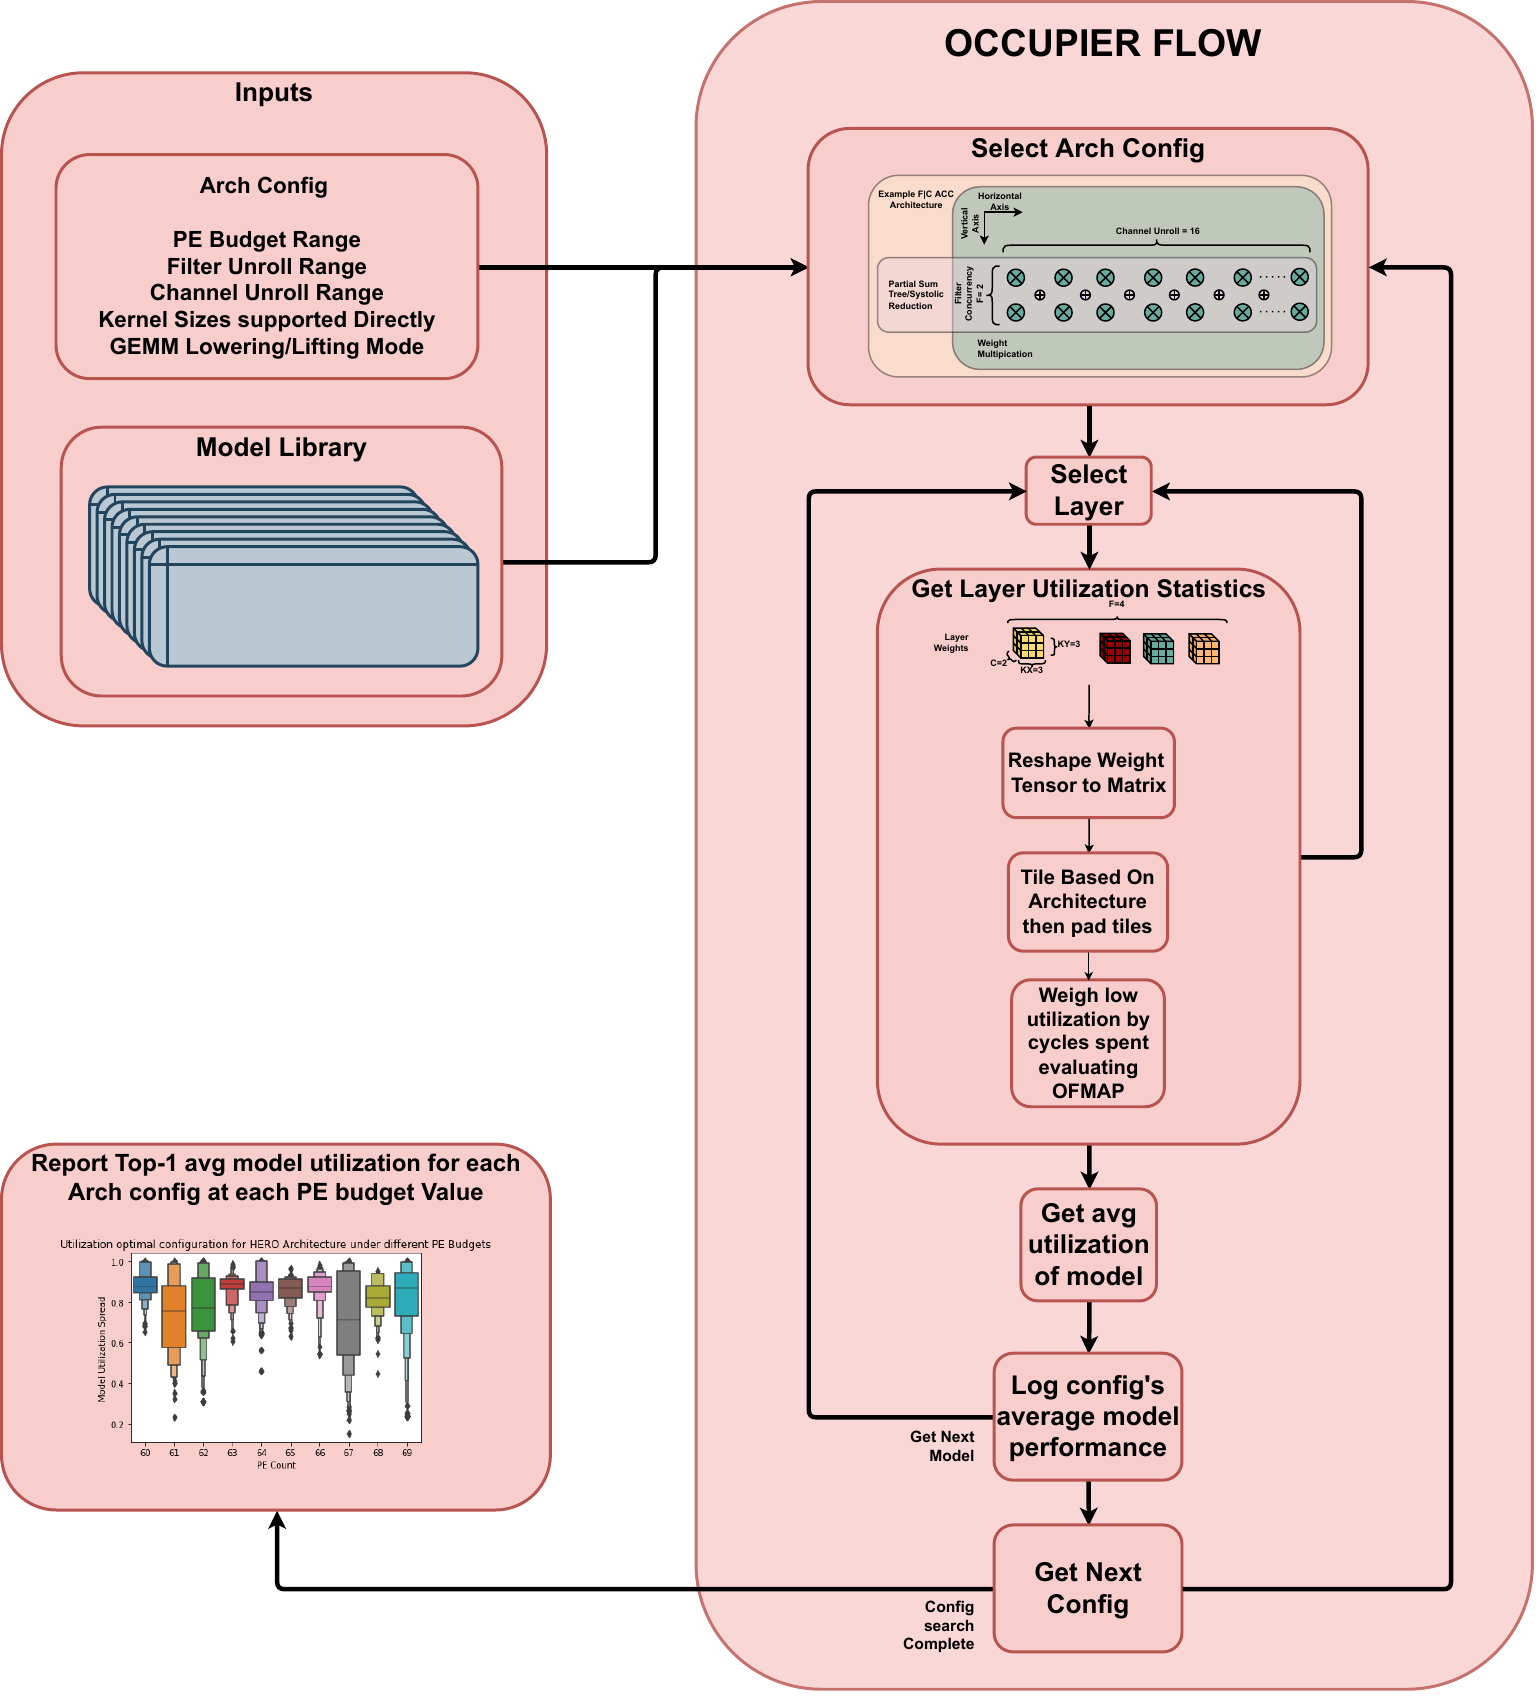 OCCUPIER FLOW
Inputs
Arch Config
PE Budget Range
Filter Unroll Range
Channel Unroll Range
Kernel Sizes supported Directly
GEMM Lowering/Lifting Mode
Model Library
Select Arch Config
Example F|C ACC
Architecture
Horizontal
Axis
Vertical
Axis
Channel Unroll = 16
Partial Sum
Tree/Systolic
Reduction
Filter
Concurrency
F= 2
Weight
Multipication
Select
Layer
Get Layer Utilization Statistics
F=4
Layer
Weights
KY=3
C=2
KX=3
Reshape Weight
Tensor to Matrix
Tile Based On
Architecture
then pad tiles
Weigh low
utilization by
cycles spent
evaluating
OFMAP
Get avg
utilization
of model
Log config's
average model
performance
Get Next
Model
Get Next
Config
Config
search
Complete
Report Top-1 avg model utilization for each
Arch config at each PE budget Value
Utilization optimal configuration for HERO Architecture under different PE Budgets
Model Utilization Spread
1.0
0.8
0.6
0.4
0.2
60 61 62 63 64 65 66 67 68 69
PE Count